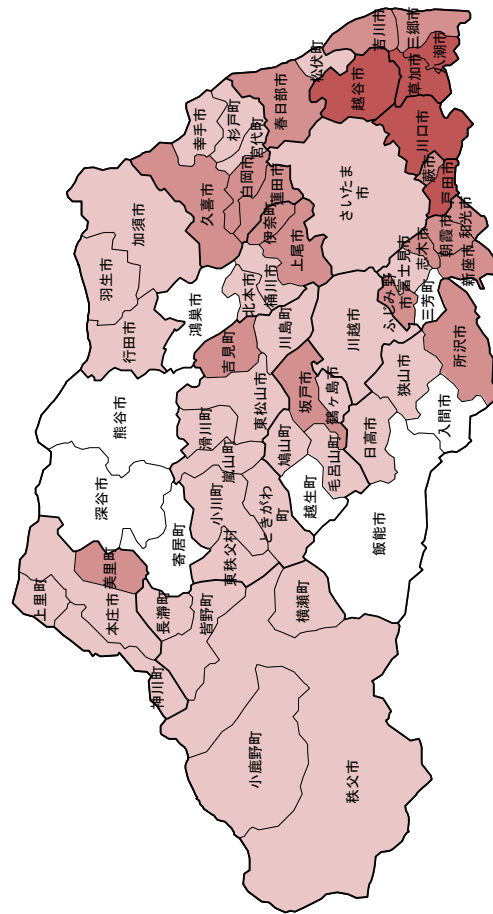 上里町
本庄市
神川町
美里町
長瀞町
皆野町
小鹿野町
秩父市
横瀬町
深谷市
寄居町
熊谷市
東秩父村
小川町
ときがわ
町
嵐山町
滑川町
東松山市
鳩山町
越生町
毛呂山町
坂戸市
鶴ヶ島市
日高市
飯能市
吉見町
川島町
川越市
狭山市
入間市
所沢市
行田市
羽生市
加須市
鴻巣市
北本市
桶川市
上尾市
伊奈町
久喜市
白岡市
蓮田市
宮代町
杉戸町
幸手市
春日部市
さいたま
市
ふじみ野
市
富士見市
三芳町
志木市
新座市
朝霞市
和光市
戸田市
蕨市
川口市
越谷市
松伏町
吉川市
草加市
三郷市
八潮市